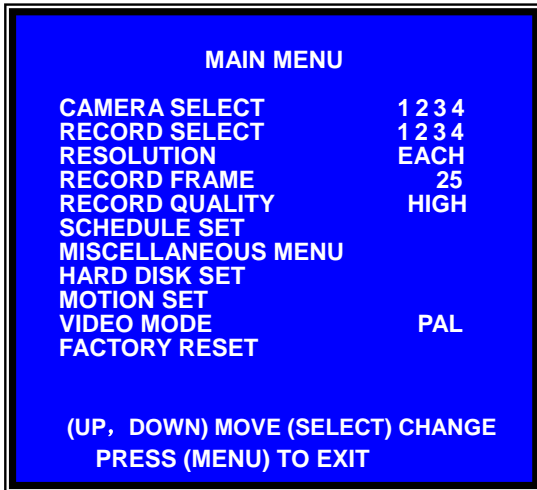 MAIN MENU
CAMERA SELECT 1 2 3 4
RECORD SELECT 1 2 3 4
RESOLUTION EACH
RECORD FRAME 25
RECORD QUALITY HIGH
SCHEDULE SET
MISCELLANEOUS MENU
HARD DISK SET
MOTION SET
VIDEO MODE PAL
FACTORY RESET
(UP，DOWN) MOVE (SELECT) CHANGE
PRESS (MENU) TO EXIT